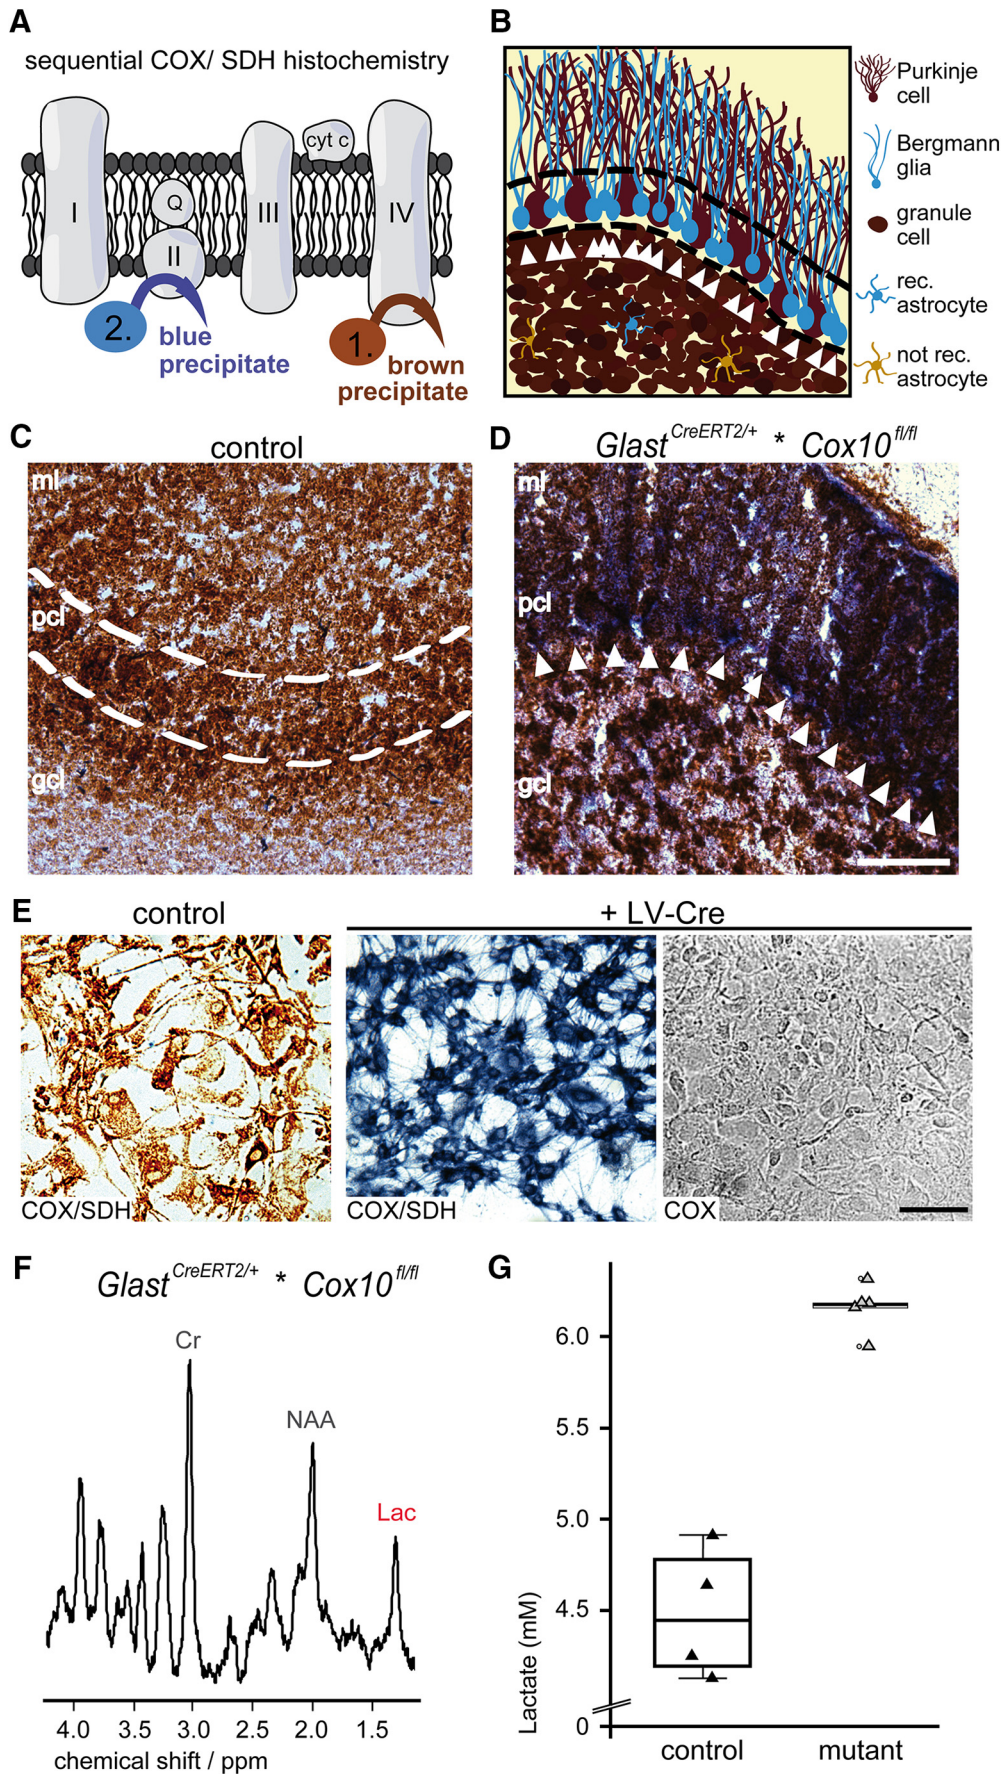 A
sequential COX/ SDH histochemistry
I
Q
II
III
cyt c
IV
2.
blue
precipitate
1.
brown
precipitate
B
Purkinje
cell
Bergmann
glia
granule
cell
rec.
astrocyte
not rec.
astrocyte
C
control
ml
pcl
gcl
D
Glast CreERT2/+ * Cox10 fl/fl
ml
pcl
gcl
E
control
+ LV-Cre
COX/SDH
COX/SDH
COX
F
Glast CreERT2/+ * Cox10 fl/fl
Cr
NAA
Lac
4.0 3.5 3.0 2.5 2.0 1.5
chemical shift / ppm
G
Lactate (mM)
6.0
5.5
5.0
4.5
0
control mutant